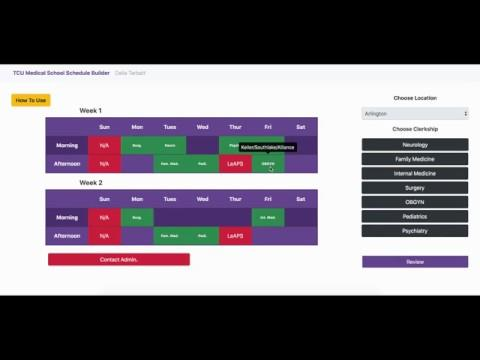 TCU Medical School Schedule Builder Dalia Tarbatt
How To Use
Week 1
Sun Mon Tues Wed Thur Fri Sat
Morning N/A Surg. Neuro Psych
Keller/Southlake/Alliance
Afternoon N/A Fam. Med. Pedi. LeAPS OBGYN
Week 2
Sun Mon Tues Wed Thur Fri Sat
Morning N/A Surg. Int. Med.
Afternoon N/A Fam. Med. Pedi. LeAPS
Contact Admin.
Choose Location
Arlington
Choose Clerkship
Neurology
Family Medicine
Internal Medicine
Surgery
OBGYN
Pediatrics
Psychiatry
Review